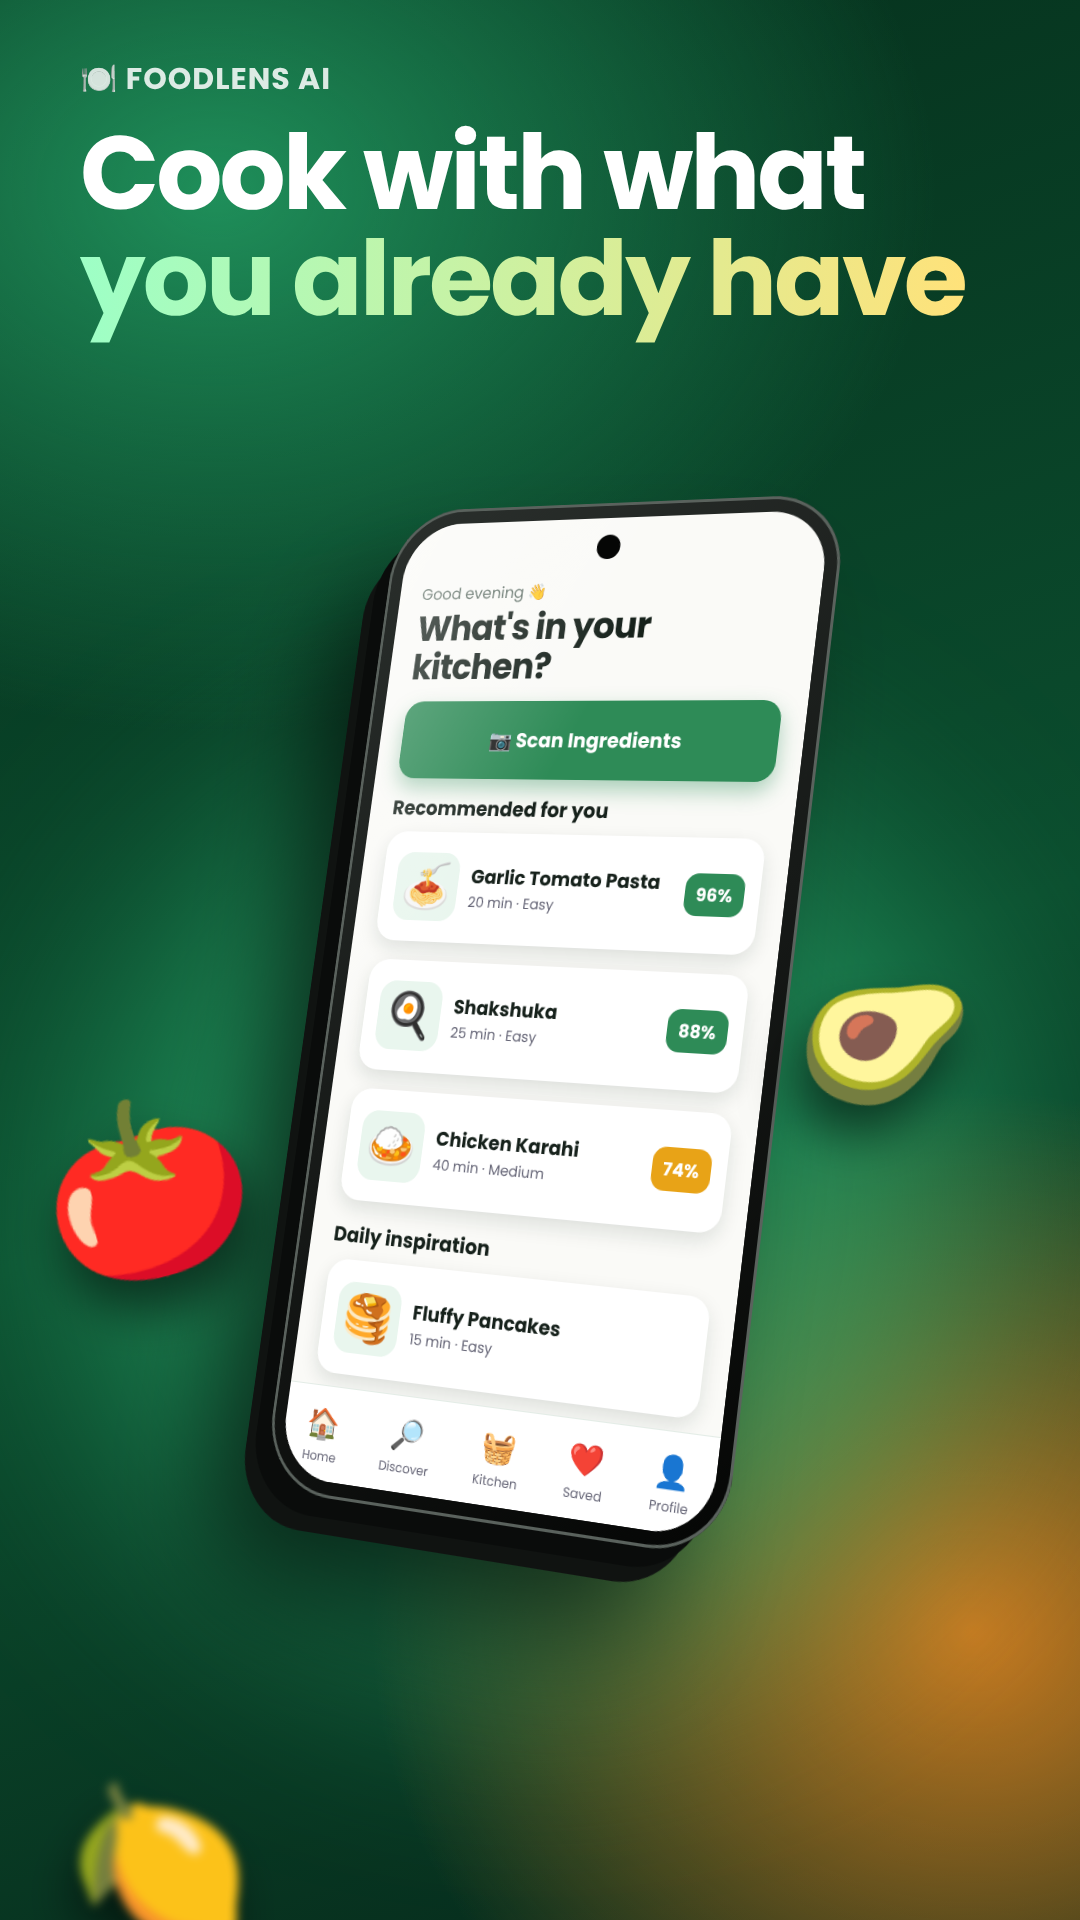 🍽️ FOODLENS AI
Cook with what
you already have
Good evening 👋
What's in your
kitchen?
📷 Scan Ingredients
Recommended for you
Garlic Tomato Pasta
20 min · Easy
96%
Shakshuka
25 min · Easy
88%
Chicken Karahi
40 min · Medium
74%
Daily inspiration
Fluffy Pancakes
15 min · Easy
Home
Discover
Kitchen
Saved
Profile